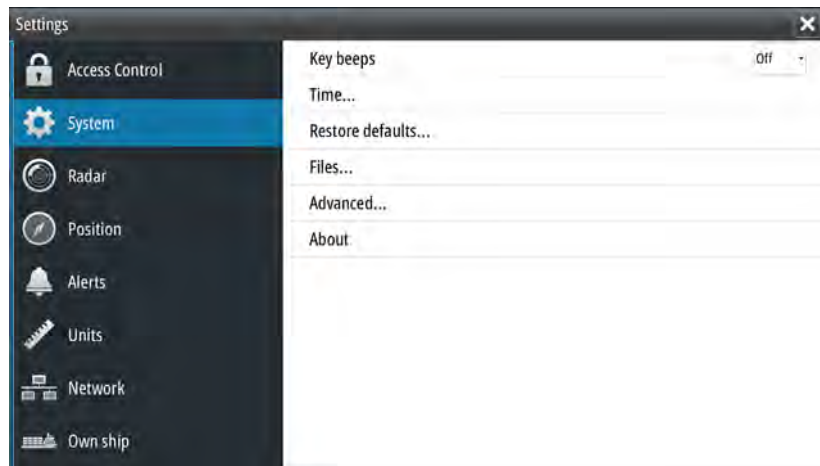 Settings
Access Control
System
Radar
Position
Alerts
Units
Network
Own ship
Key beeps Off
Time...
Restore defaults...
Files...
Advanced...
About